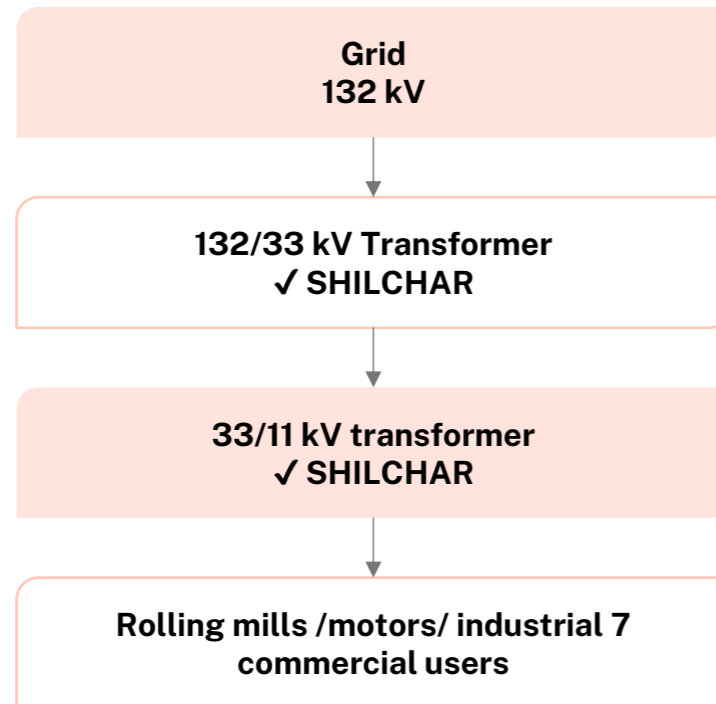 Grid
132 kV
132/33 kV Transformer
✓ SHILCHAR
33/11 kV transformer
✓ SHILCHAR
Rolling mills /motors/ industrial 7
commercial users